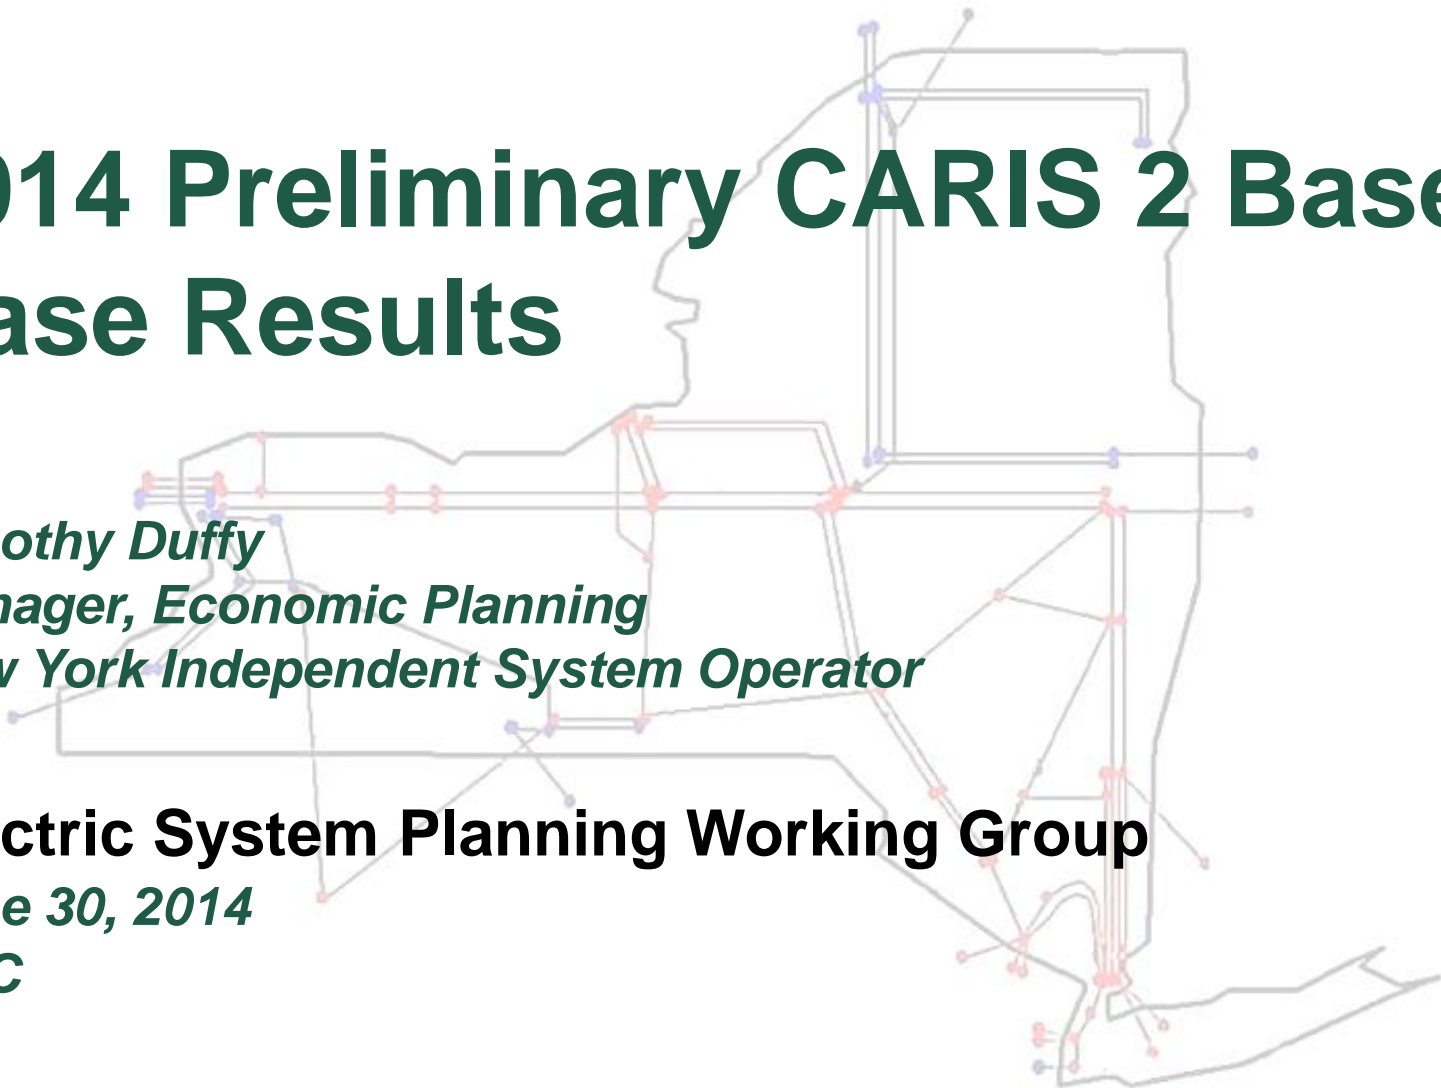 014 Preliminary CARIS 2 Base
ase Results
othy Duffy
nager, Economic Planning
w York Independent System Operator
ctric System Planning Working Group
e 30, 2014
C